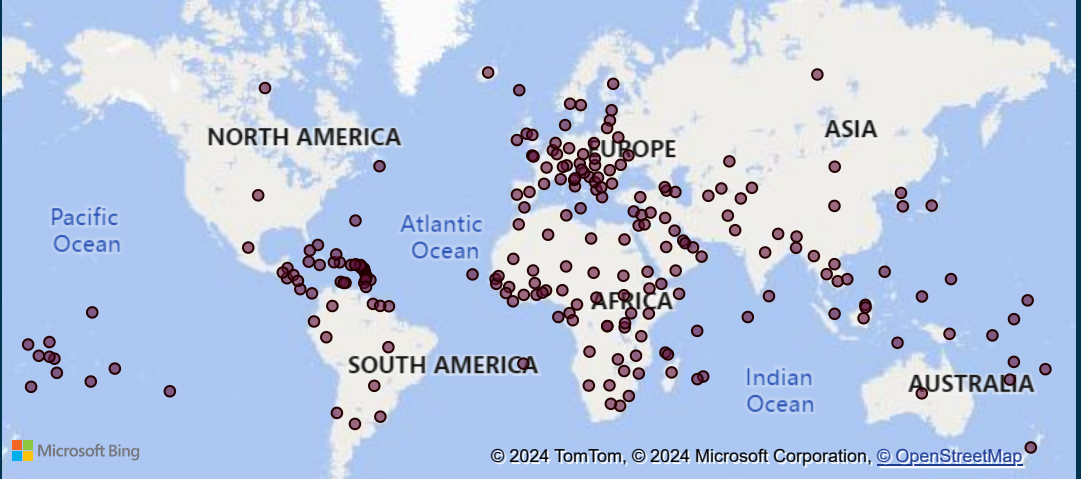 NORTH AMERICA
EUROPE
ASIA
Pacific
Ocean
Atlantic
Ocean
AFRICA
SOUTH AMERICA
Indian
Ocean
AUSTRALIA
Microsoft Bing
© 2024 TomTom, © 2024 Microsoft Corporation, © OpenStreetMap